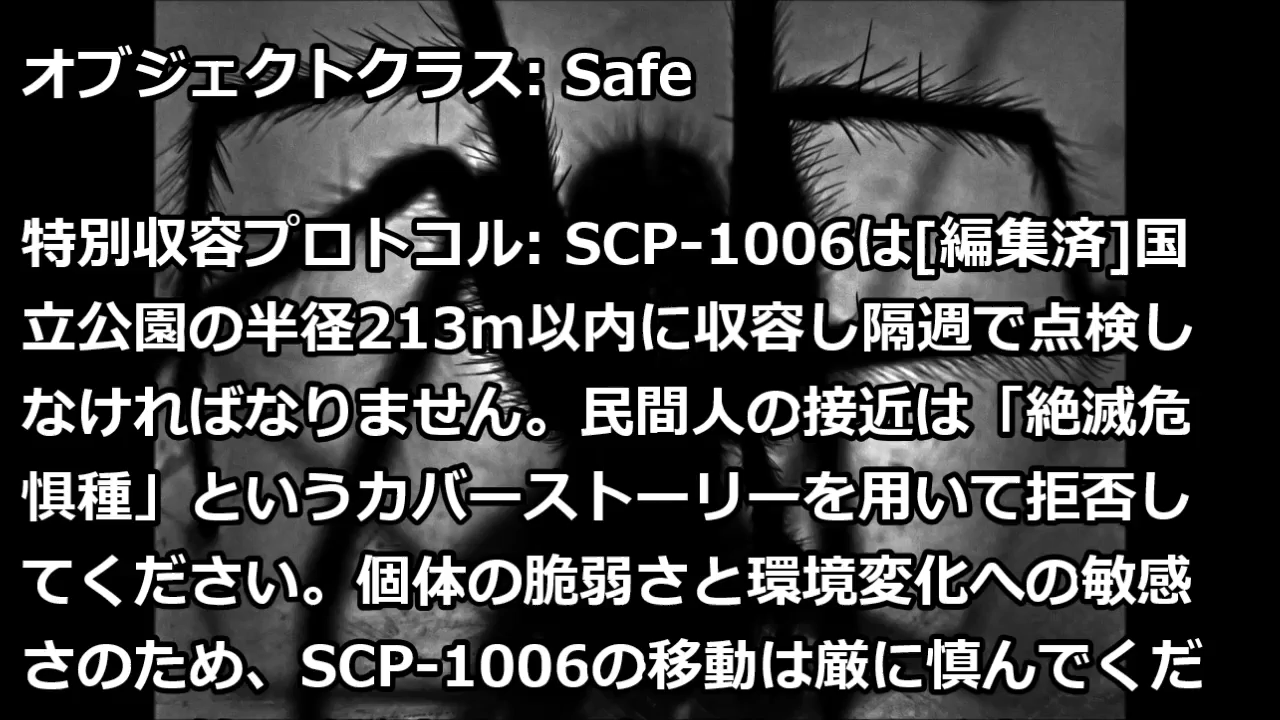 オブジェクトクラス: Safe
特別収容プロトコル: SCP-1006は[編集済]国
立公園の半径213m以内に収容し隔週で点検し
なければなりません。民間人の接近は「絶滅危
惧種」というカバーストーリーを用いて拒否し
てください。個体の脆弱さと環境変化への敏感
さのため、SCP-1006の移動は厳に慎んでくだ